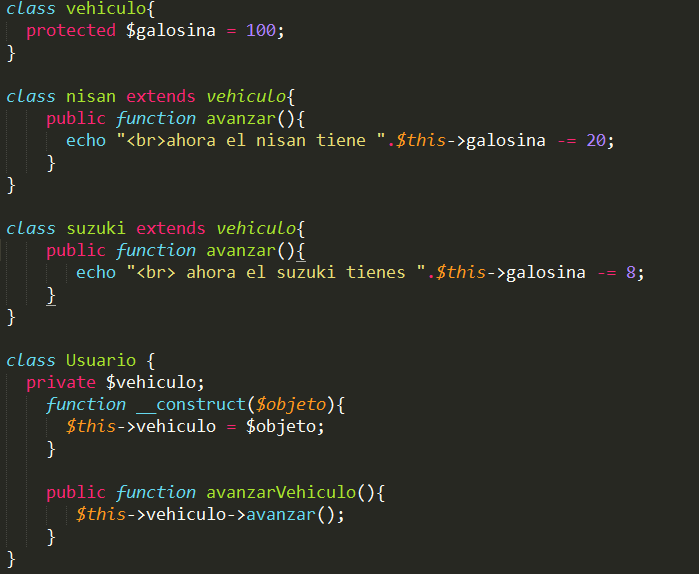 class vehiculo{
protected $galosina = 100;
}
class nisan extends vehiculo{
public function avanzar(){
echo "<br>ahora el nisan tiene ".$this->galosina -= 20;
}
}
class suzuki extends vehiculo{
public function avanzar(){
echo "<br> ahora el suzuki tienes ".$this->galosina -= 8;
}
}
class Usuario {
private $vehiculo;
function __construct($objeto){
$this->vehiculo = $objeto;
}
public function avanzarVehiculo(){
$this->vehiculo->avanzar();
}
}